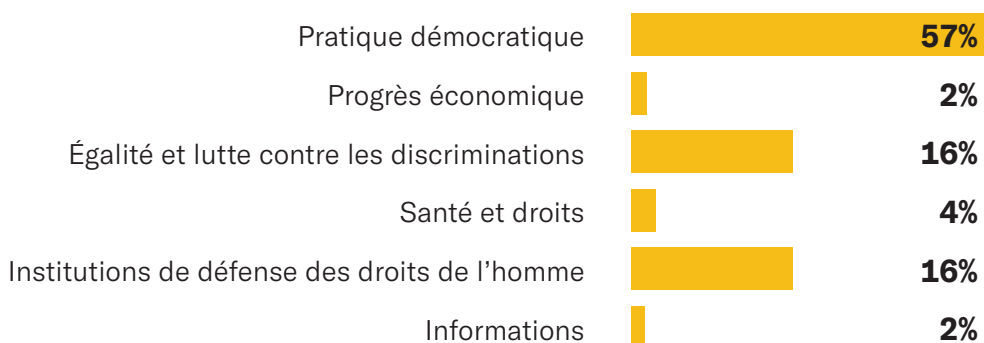 Pratique démocratique 57%
Progrès économique 2%
Égalité et lutte contre les discriminations 16%
Santé et droits 4%
Institutions de défense des droits de l’homme 16%
Informations 2%